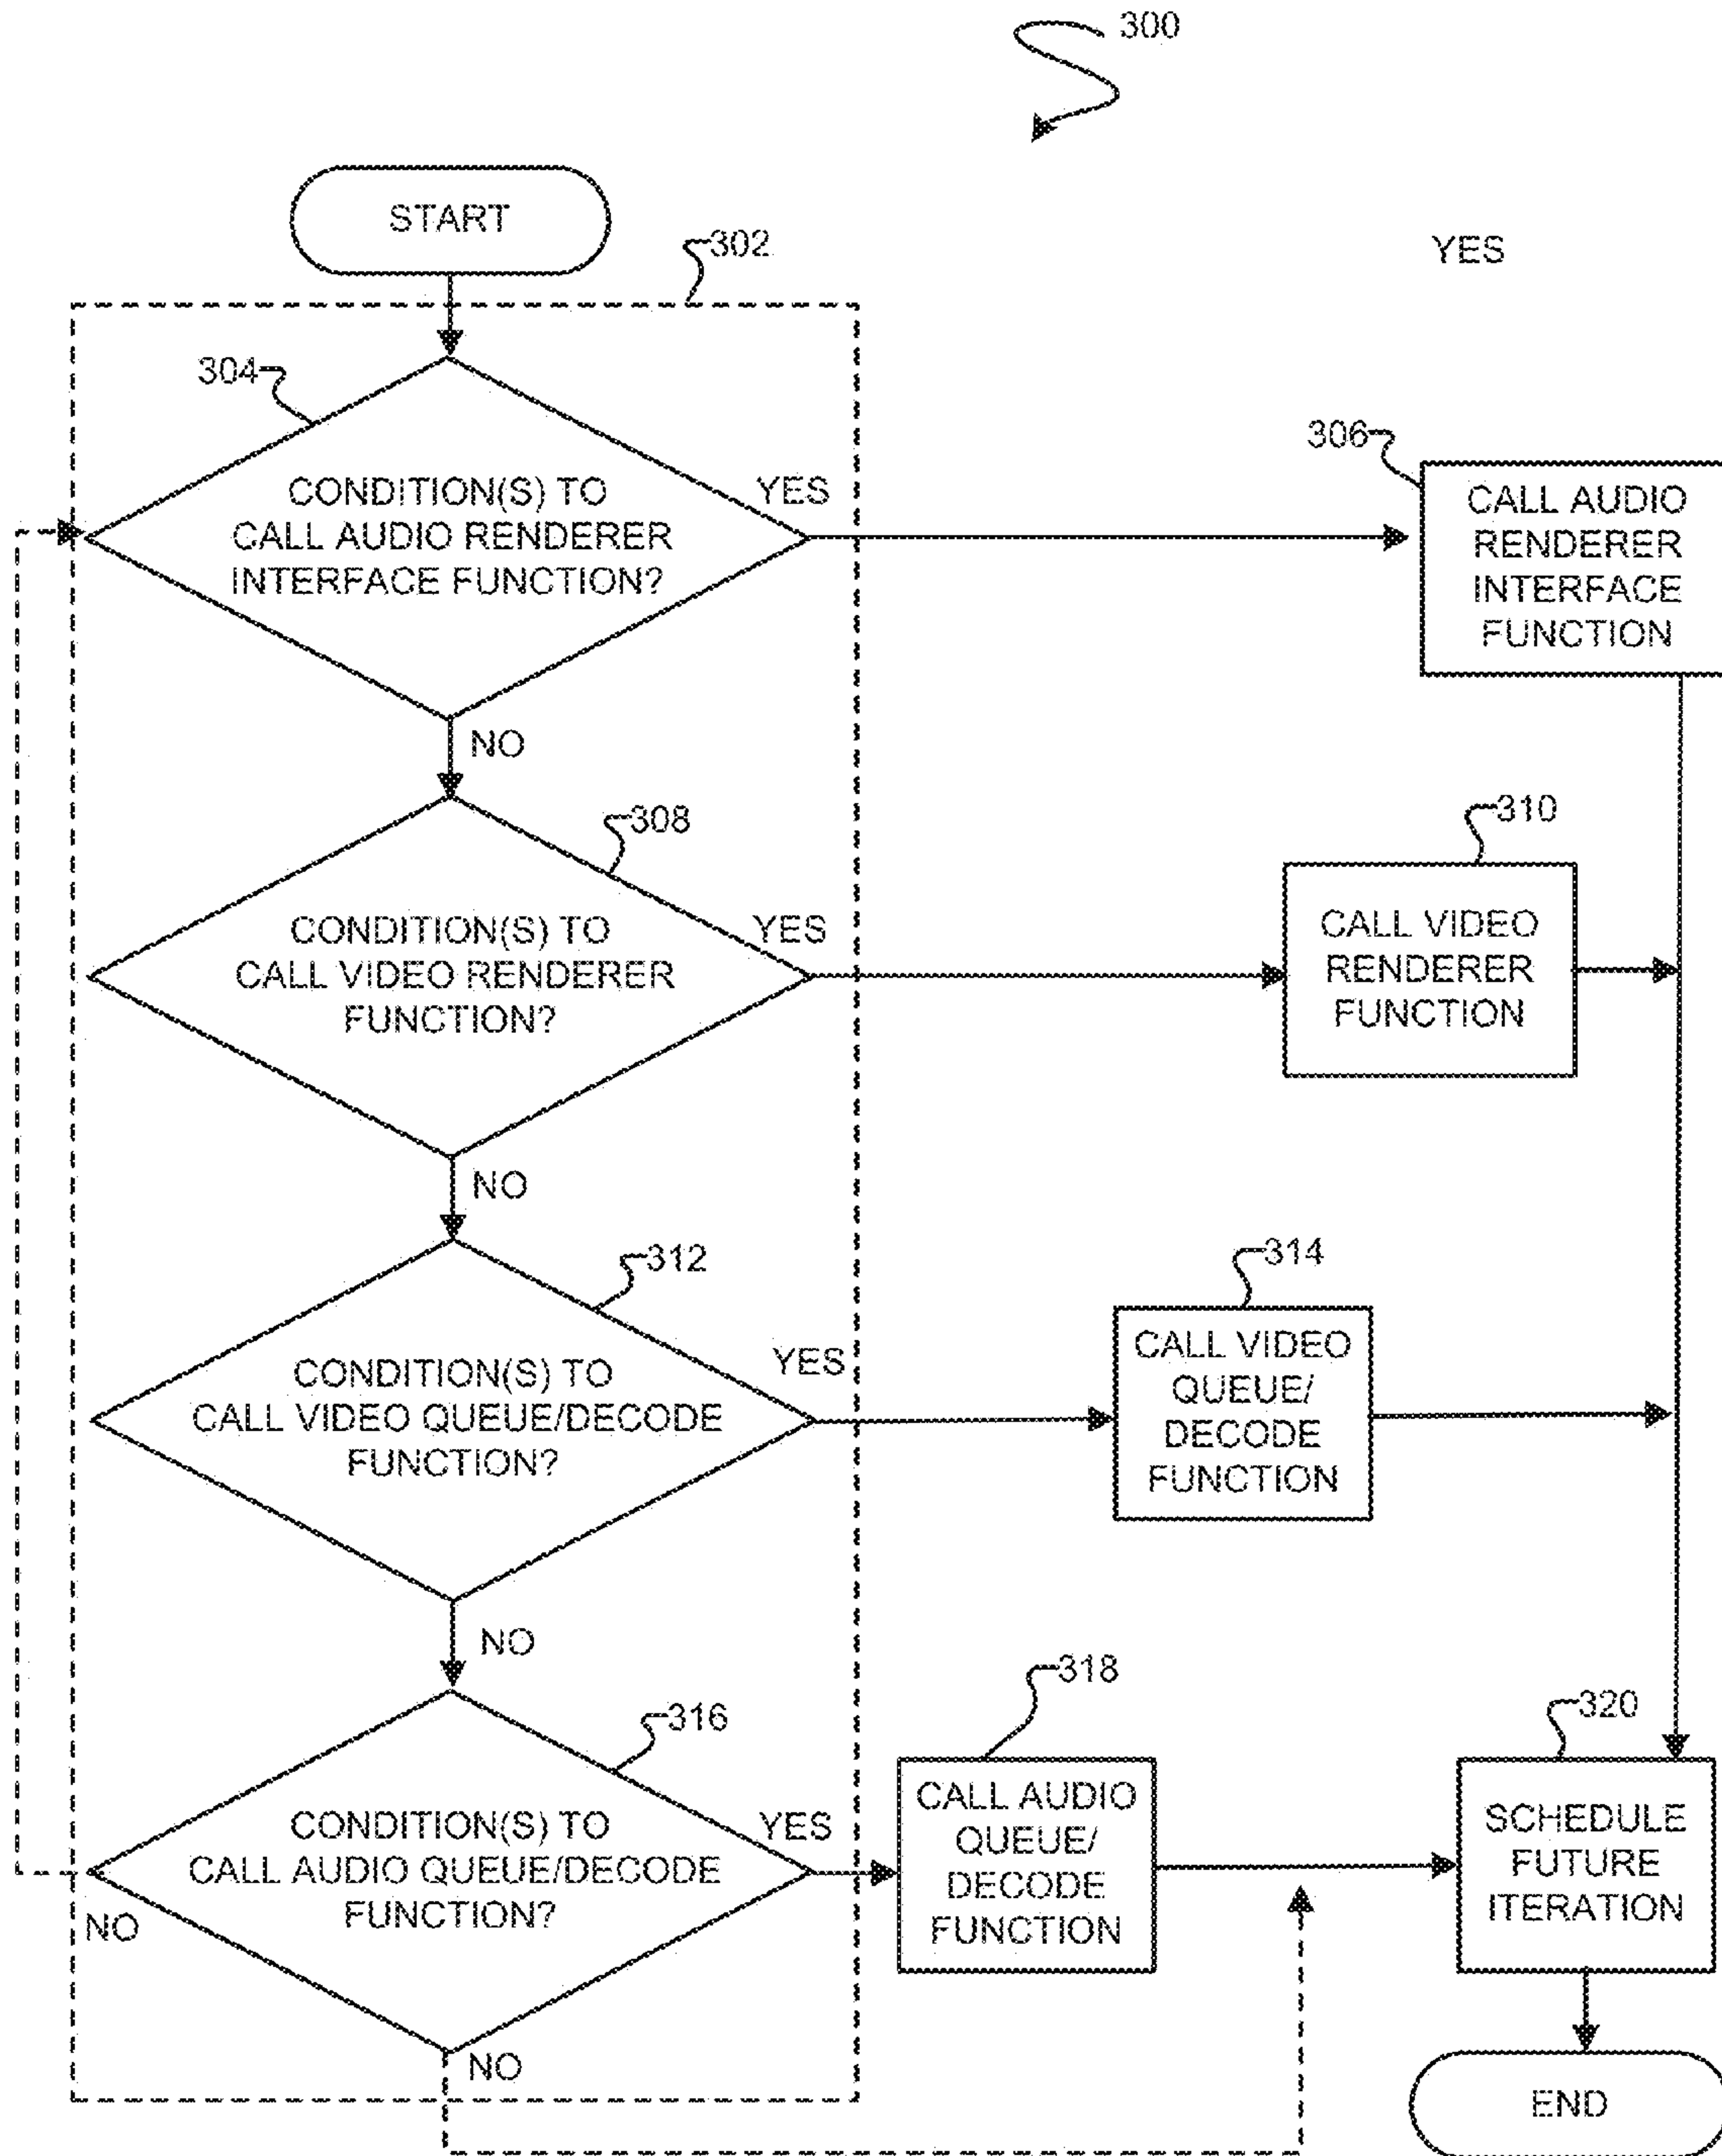 300
START
302
YES
304
CONDITION(S) TO
CALL AUDIO RENDERER
INTERFACE FUNCTION?
YES
306
CALL AUDIO
RENDERER
INTERFACE
FUNCTION
NO
308
CONDITION(S) TO
CALL VIDEO RENDERER
FUNCTION?
YES
310
CALL VIDEO
RENDERER
FUNCTION
NO
312
CONDITION(S) TO
CALL VIDEO QUEUE/DECODE
FUNCTION?
YES
314
CALL VIDEO
QUEUE/
DECODE
FUNCTION
NO
316
CONDITION(S) TO
CALL AUDIO QUEUE/DECODE
FUNCTION?
YES
NO
NO
318
CALL AUDIO
QUEUE/
DECODE
FUNCTION
320
SCHEDULE
FUTURE
ITERATION
END